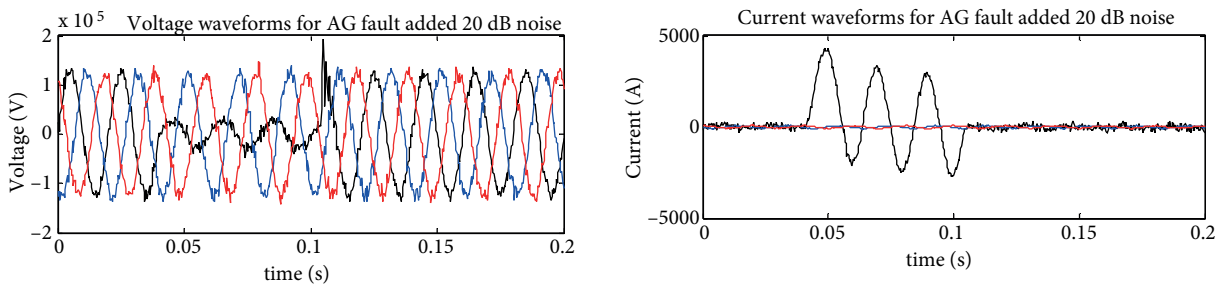 x 10 5 Voltage waveforms for AG fault added 20 dB noise
2
1
0
−1
−2
Voltage (V)
0 0.05 0.1 0.15 0.2
time (s)
Current waveforms for AG fault added 20 dB noise
5000
0
−5000
Current (A)
0 0.05 0.1 0.15 0.2
time (s)